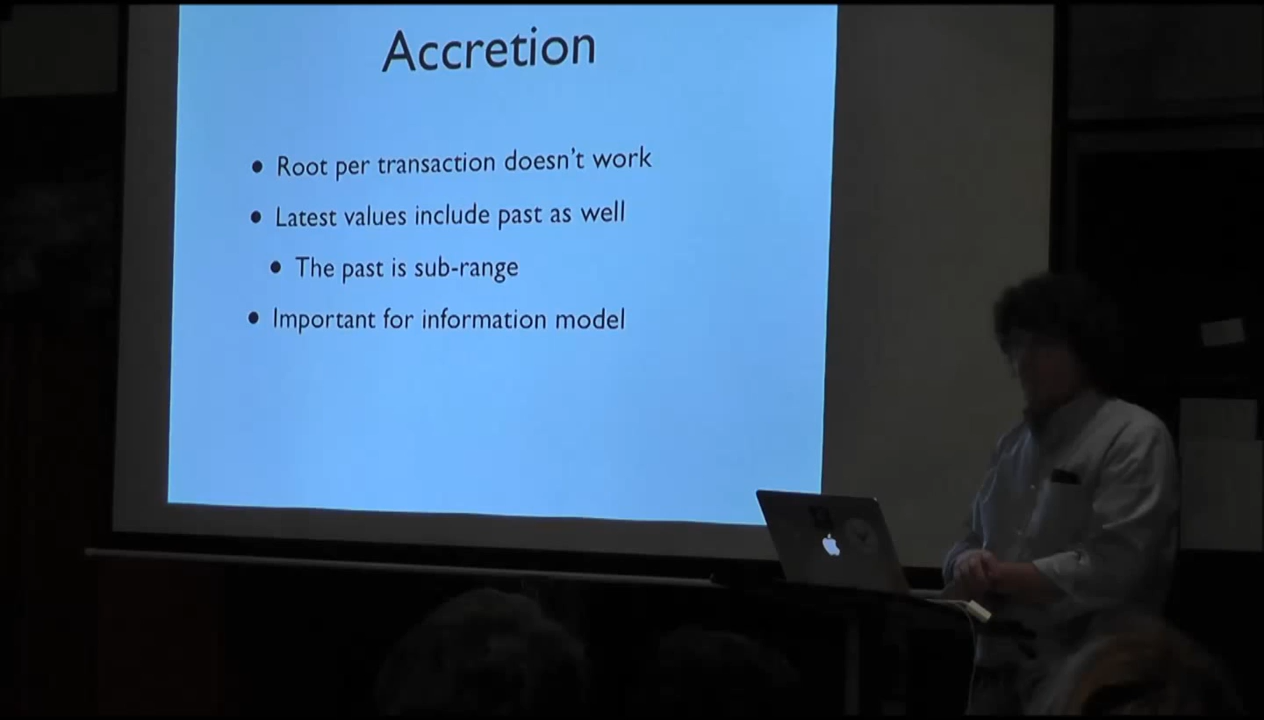 Accretion
• Root per transaction doesn't work
• Latest values include past as well
• The past is sub-range
• Important for information model